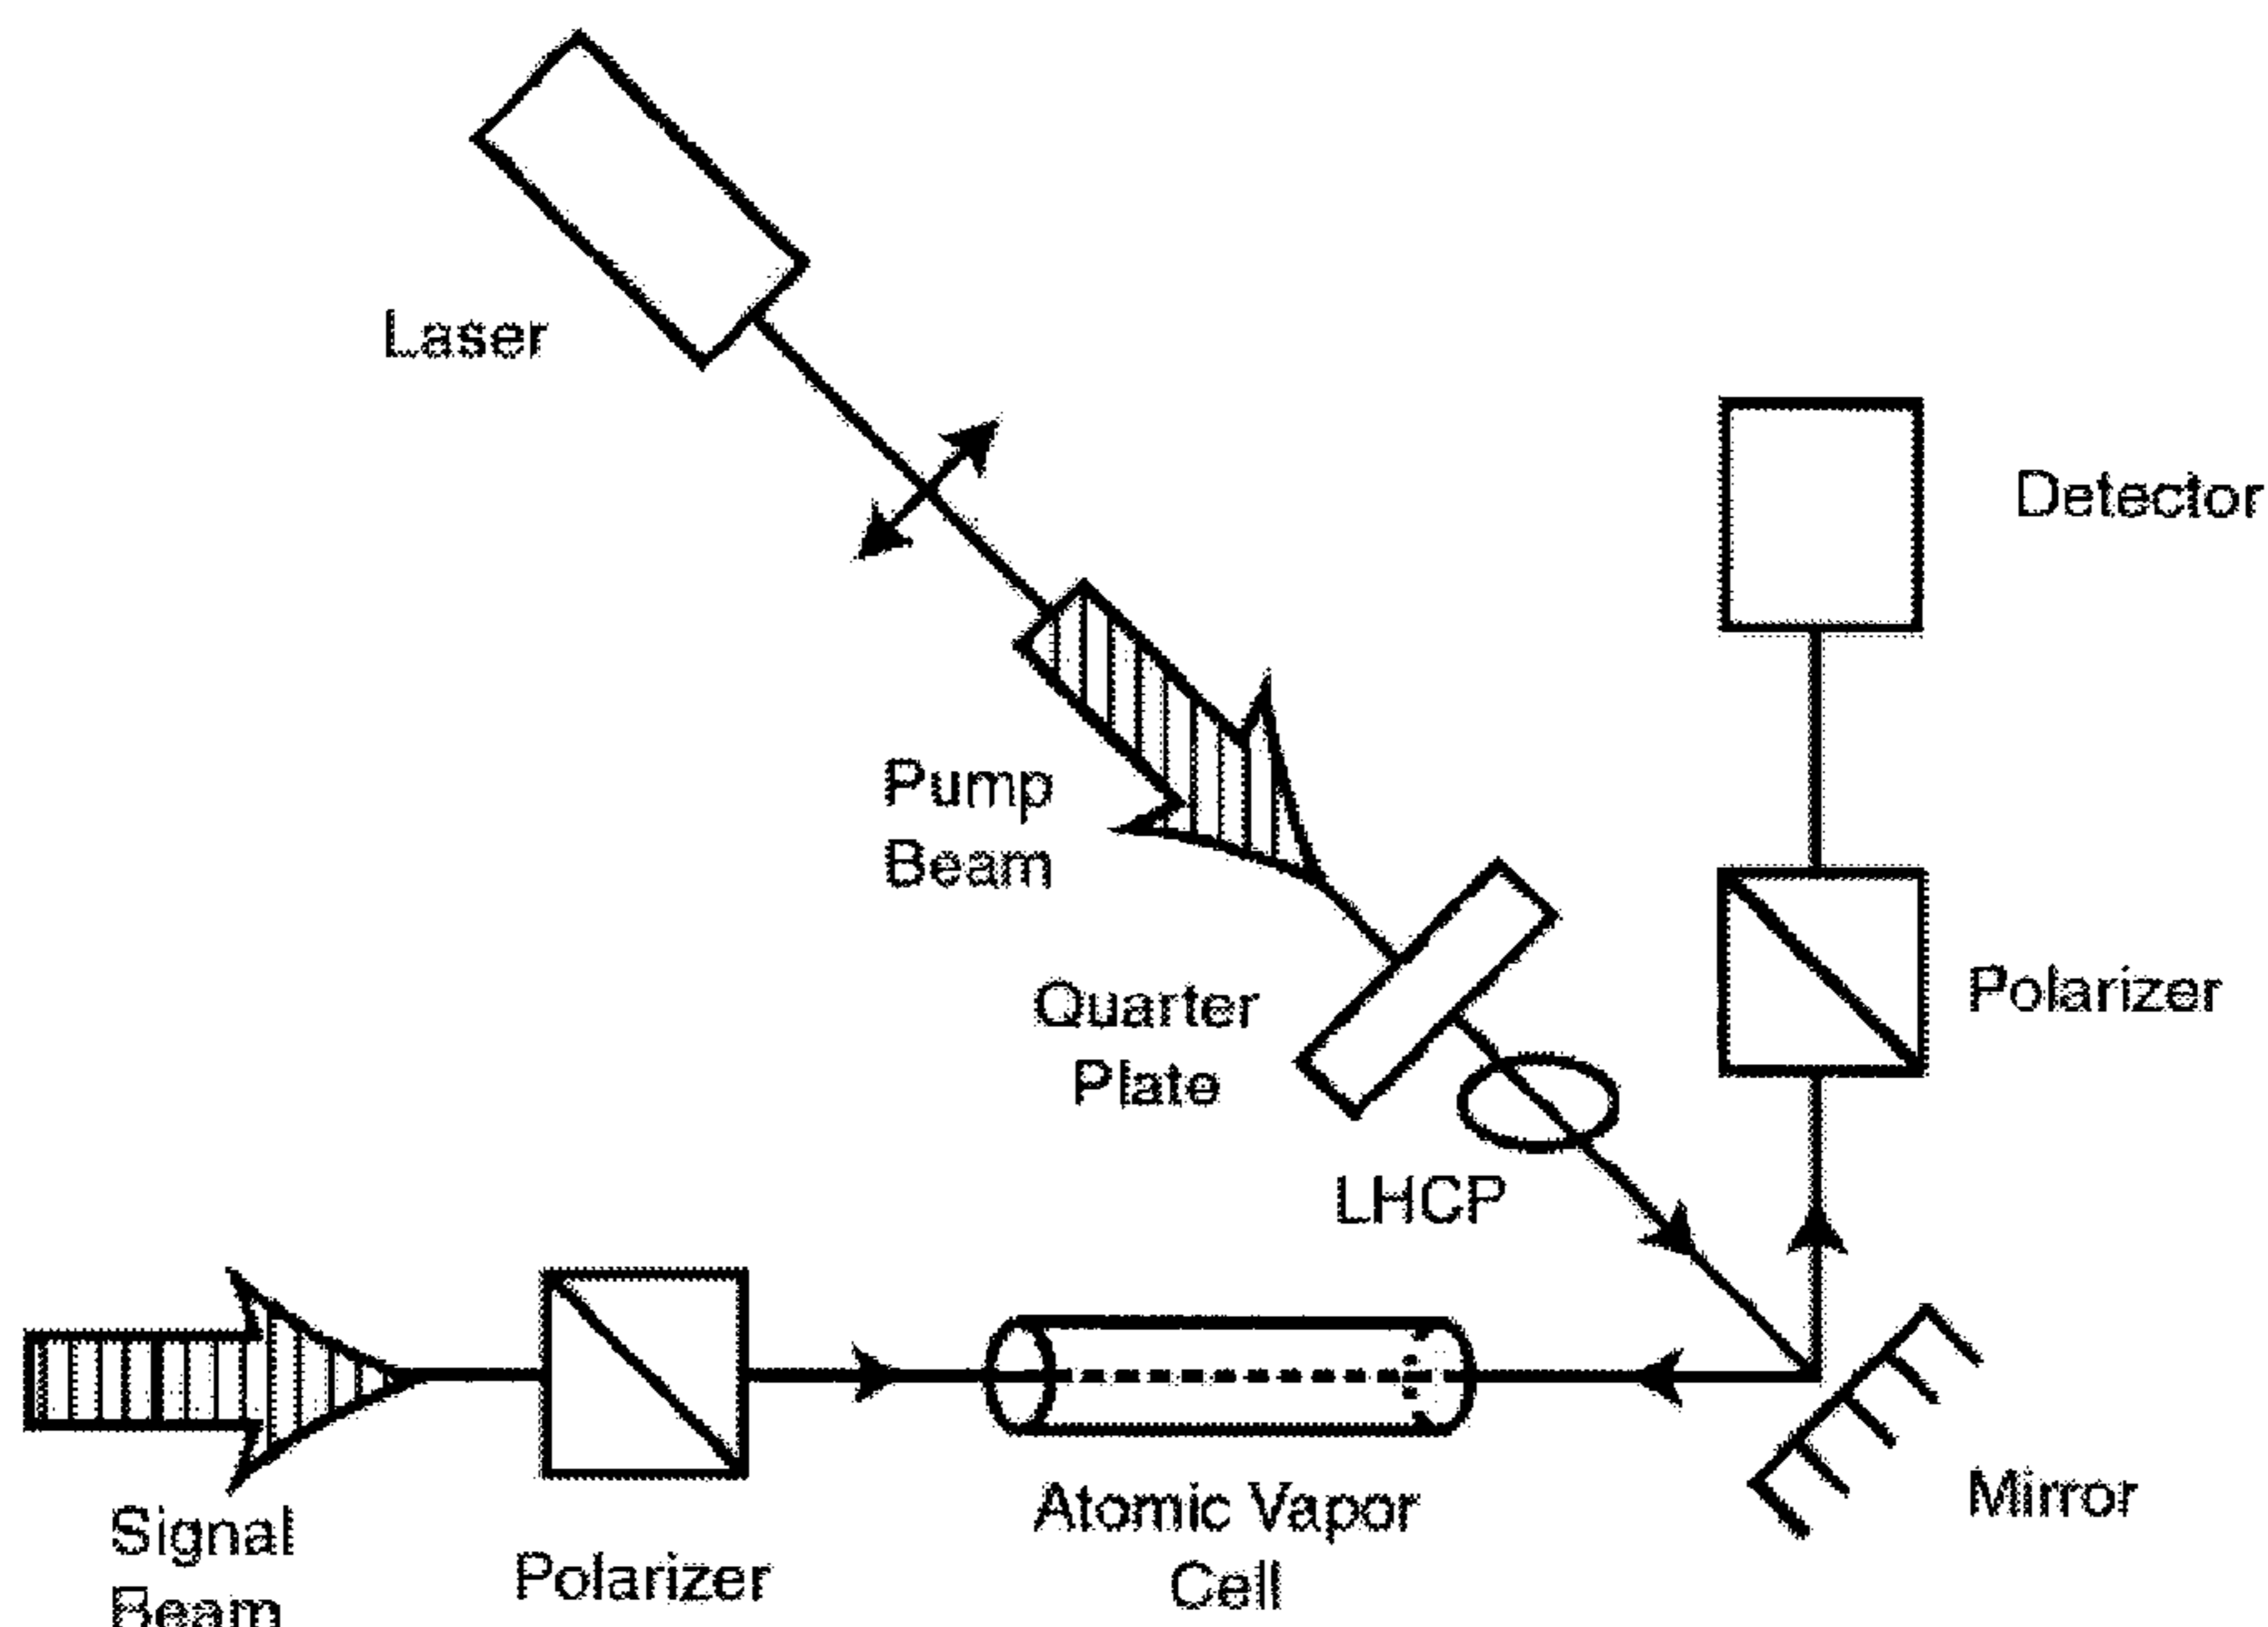 Laser
Detector
Pump
Beam
Quarter
Plate
Polarizer
LHCP
Signal
Beam
Polarizer
Atomic Vapor
Cell
Mirror